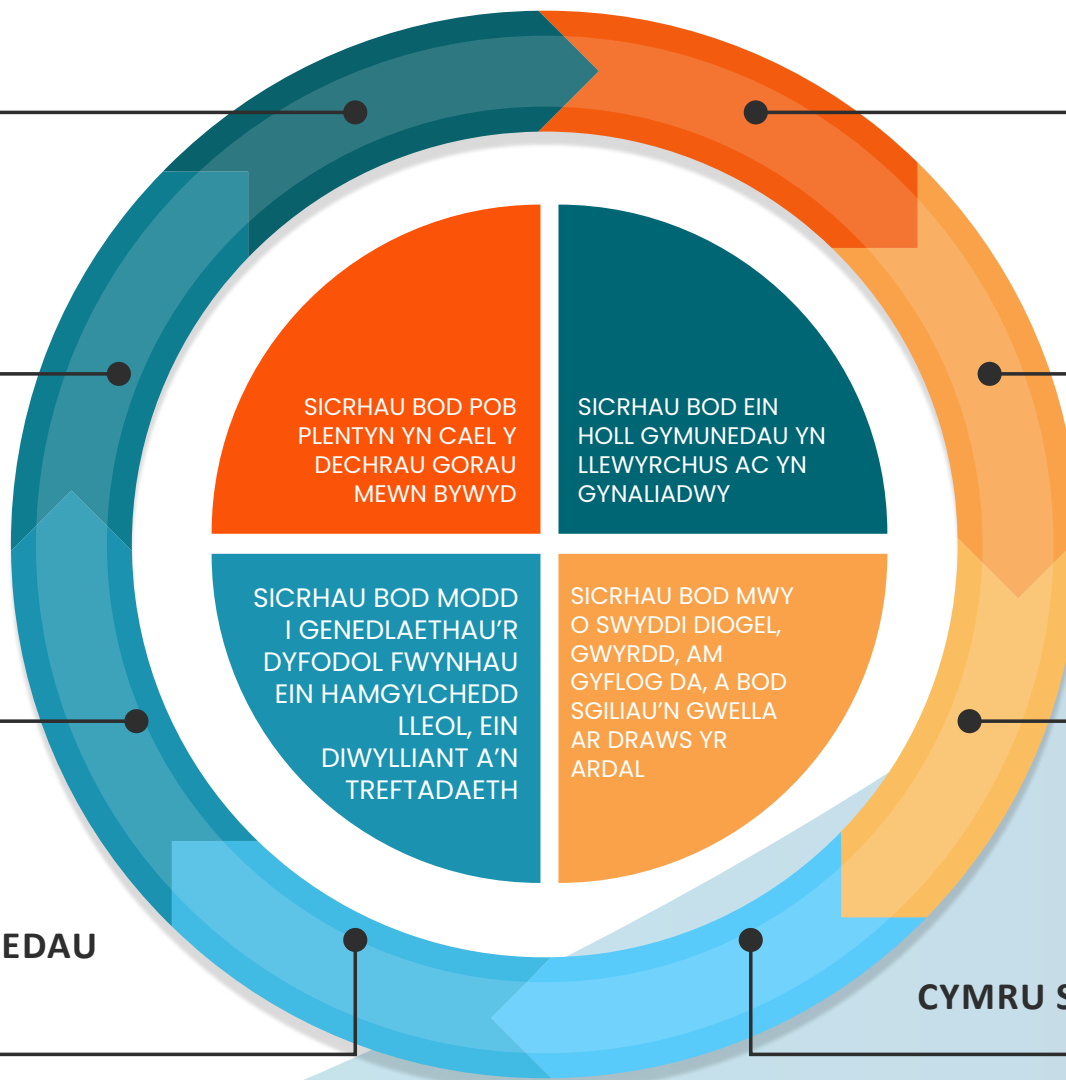 SICRHAU BOD POB
PLENTYN YN CAEL Y
DECHRAU GORAU
MEWN BYWYD
SICRHAU BOD EIN
HOLL GYMUNEDAU YN
LLEWYRCHUS AC YN
GYNALIADWY
SICRHAU BOD MODD
I GENEDLAETHAU’R
DYFODOL FWYNHAU
EIN HAMGYLCHEDD
LLEOL, EIN
DIWYLLIANT A’N
TREFTADAETH
SICRHAU BOD MWY
O SWYDDI DIOGEL,
GWYRDD, AM
GYFLOG DA, A BOD
SGILIAU’N GWELLA
AR DRAWS YR
ARDAL
EDAU
CYMRU S